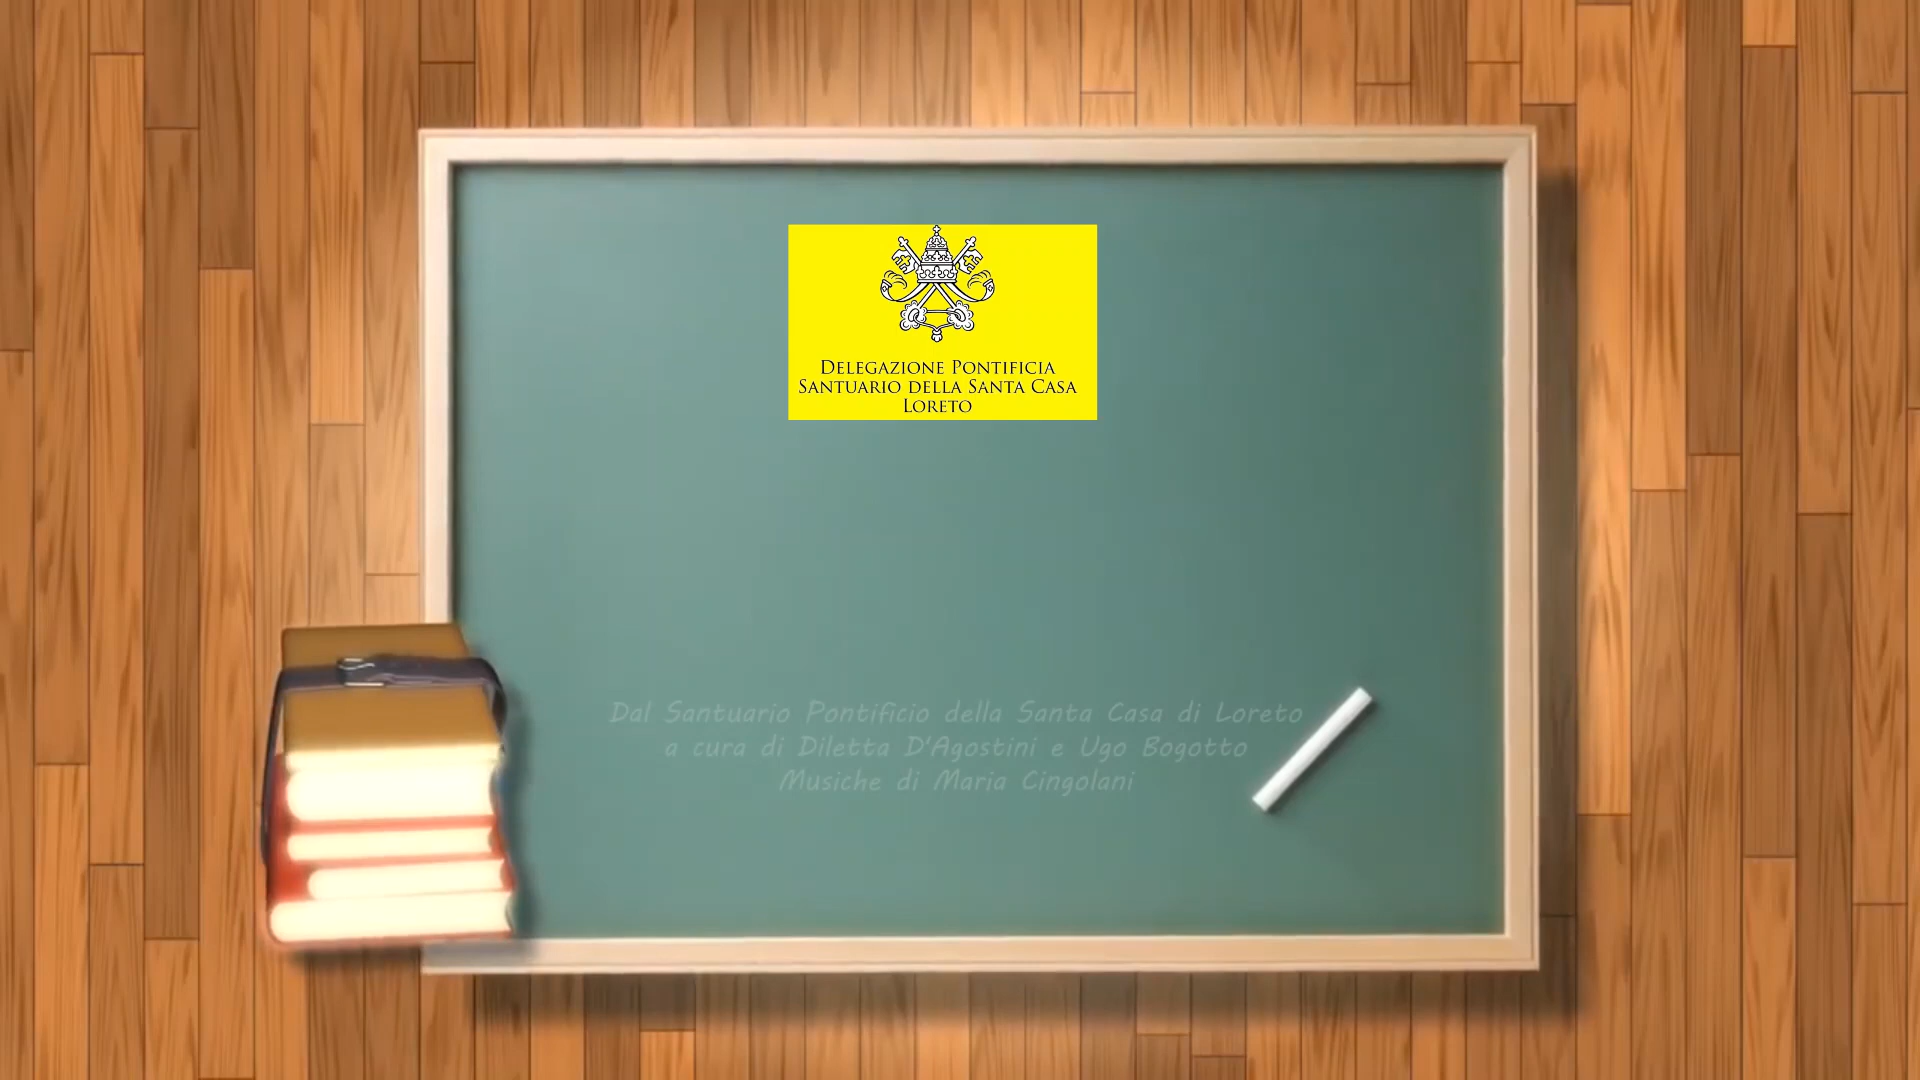 Delegazione Pontificia
Santuario della Santa Casa
Loreto
Dal Santuario Pontificio della Santa Casa di Loreto
a cura di Diletta D'Agostini e Ugo Bogotto
Musiche di Maria Cingolani